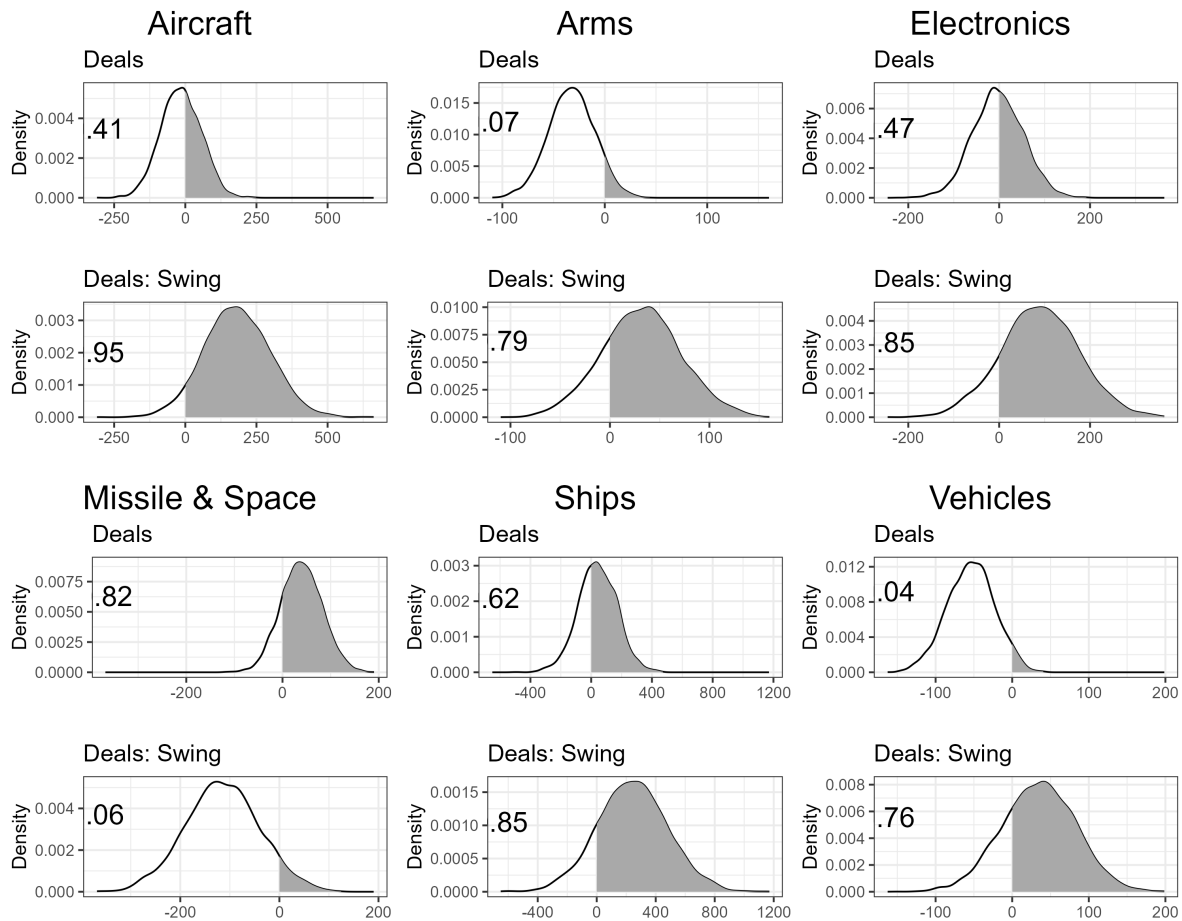 Aircraft
Deals
Density
.41
0.004
0.002
0.000
-250 0 250 500
Deals: Swing
Density
.95
0.003
0.002
0.001
0.000
-250 0 250 500
Arms
Deals
Density
.07
0.015
0.010
0.005
0.000
-100 0 100
Deals: Swing
Density
.79
0.0100
0.0075
0.0050
0.0025
0.0000
-100 0 100
Electronics
Deals
Density
.47
0.006
0.004
0.002
0.000
-200 0 200
Deals: Swing
Density
.85
0.004
0.003
0.002
0.001
0.000
-200 0 200
Missile & Space
Deals
Density
.82
0.0075
0.0050
0.0025
0.0000
-200 0 200
Deals: Swing
Density
.06
0.004
0.002
0.000
-200 0 200
Ships
Deals
Density
.62
0.003
0.002
0.001
0.000
-400 0 400 800 1200
Deals: Swing
Density
.85
0.0015
0.0010
0.0005
0.0000
-400 0 400 800 1200
Vehicles
Deals
Density
.04
0.012
0.008
0.004
0.000
-100 0 100 200
Deals: Swing
Density
.76
0.008
0.006
0.004
0.002
0.000
-100 0 100 200